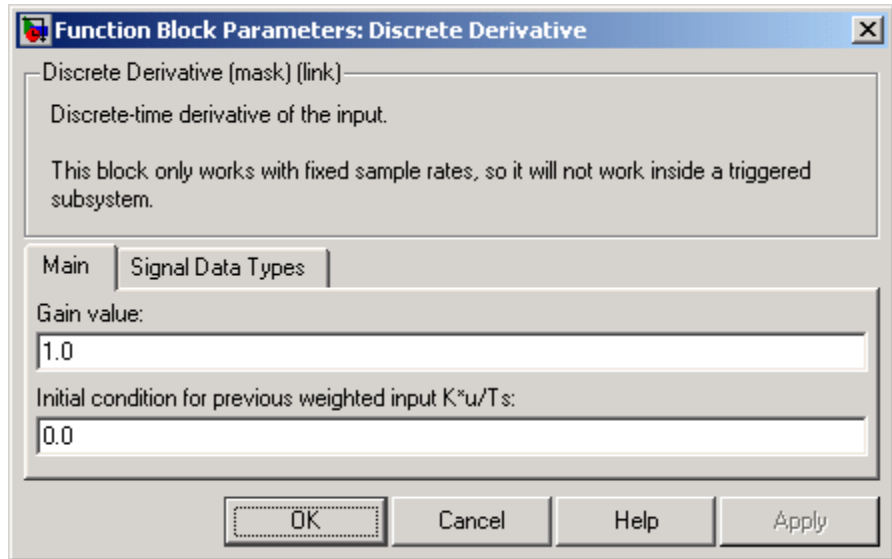 Function Block Parameters: Discrete Derivative
Discrete Derivative (mask) (link)
Discrete-time derivative of the input.
This block only works with fixed sample rates, so it will not work inside a triggered
subsystem.
Main Signal Data Types
Gain value:
1.0
Initial condition for previous weighted input K*u/Ts:
0.0
OK Cancel Help Apply